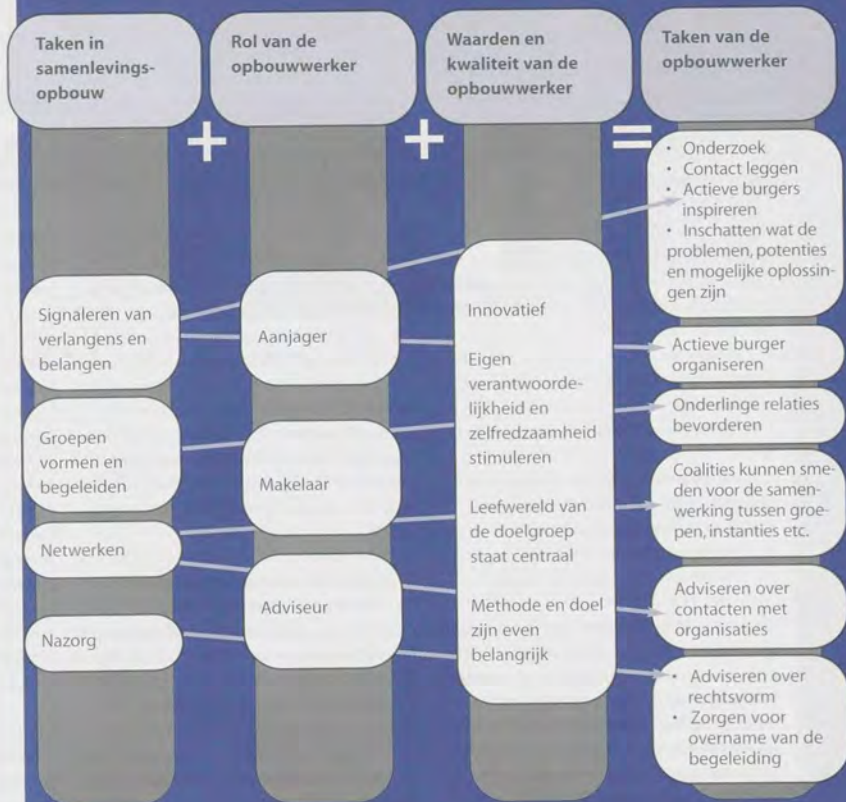 Taken in
samenlevings-
opbouw
+
Rol van de
opbouwwerker
+
Waarden en
kwaliteit van de
opbouwwerker
=
Taken van de
opbouwwerker
Signaleren van
verlangens en
belangen
Groepen
vormen en
begeleiden
Netwerken
Nazorg
Aanjager
Makelaar
Adviseur
Innovatief
Eigen
verantwoorde-
lijkheid en
zelfredzaamheid
stimuleren
Leefwereld van
de doelgroep
staat centraal
Methode en doel
zijn even
belangrijk
• Onderzoek
• Contact leggen
• Actieve burgers
inspireren
• Inschatten wat de
problemen, potenties
en mogelijke oplossin-
gen zijn
Actieve burger
organiseren
Onderlinge relaties
bevorderen
Coalities kunnen sme-
den voor de samen-
werking tussen groe-
pen, instanties etc.
Adviseren over
contacten met
organisaties
• Adviseren over
rechtsvorm
• Zorgen voor
overname van de
begeleiding